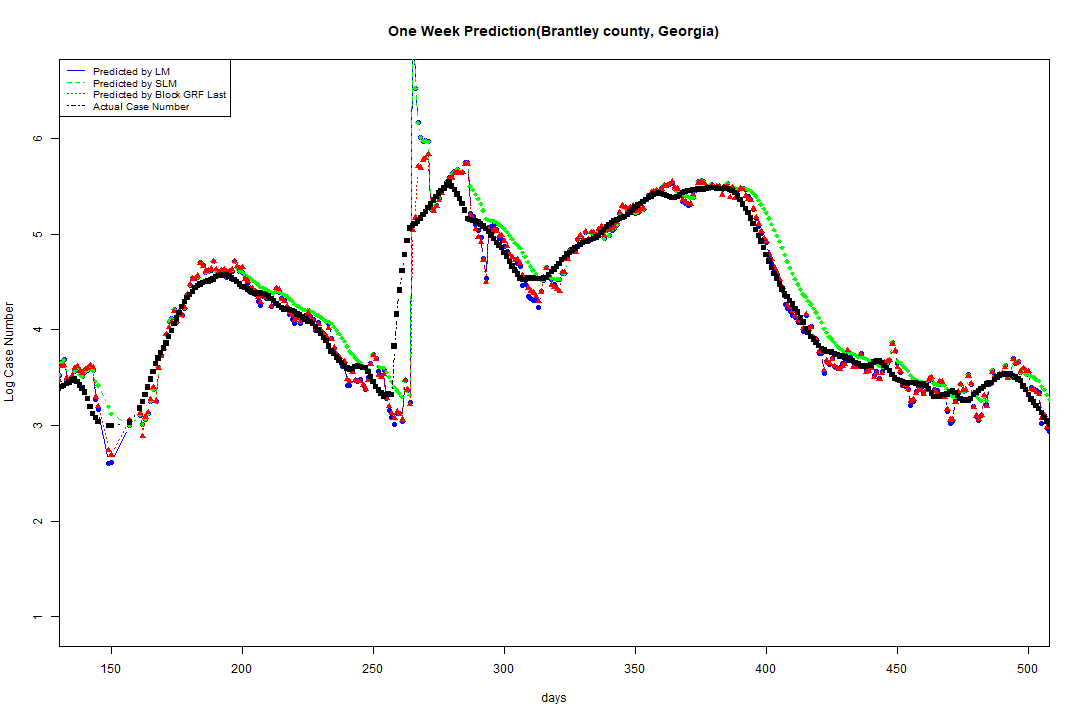 One Week Prediction(Brantley county, Georgia)
Predicted by LM
Predicted by SLM
Predicted by Block GRF Last
Actual Case Number
6
5
4
3
2
1
Log Case Number
150 200 250 300 350 400 450 500
days